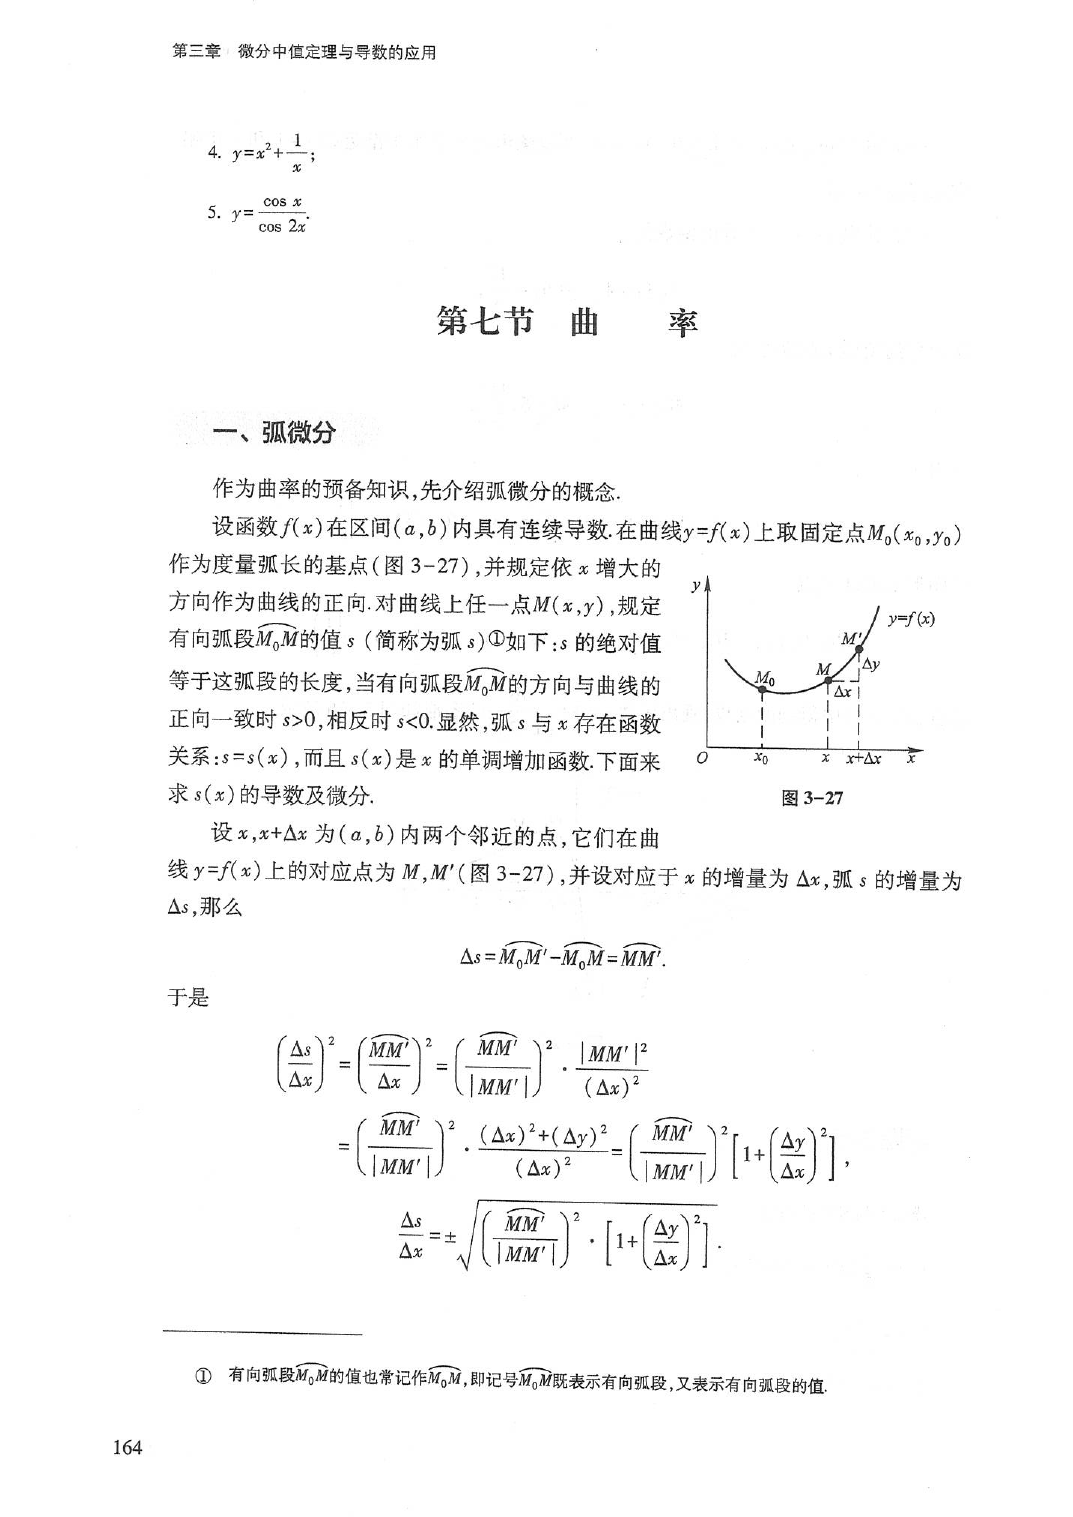 第三章 微分中值定理与导数的应用
4. y=x²+1/x;
5. y=cos x/cos 2x.
第七节 曲 率
一、弧微分
作为曲率的预备知识,先介绍弧微分的概念.
设函数f(x)在区间(a,b)内具有连续导数.在曲线y=f(x)上取固定点M₀(x₀,y₀)
作为度量弧长的基点(图3-27),并规定依x增大的
方向作为曲线的正向.对曲线上任一点M(x,y),规定
有向弧段M₀M的值s(简称为弧s)①如下:s的绝对值
等于这弧段的长度,当有向弧段M₀M的方向与曲线的
正向一致时s>0,相反时s<0.显然,弧s与x存在函数
关系:s=s(x),而且s(x)是x的单调增加函数.下面来
求s(x)的导数及微分.
y
y=f(x)
M′
Δy
M
Δx
M₀
O x₀ x x+Δx x
图3-27
设x,x+Δx为(a,b)内两个邻近的点,它们在曲
线y=f(x)上的对应点为M,M′(图3-27),并设对应于x的增量为Δx,弧s的增量为
Δs,那么
Δs=M₀M′-M₀M=MM′.
于是
(Δs/Δx)²=(MM′/Δx)²=(MM′/|MM′|)²·|MM′|²/(Δx)²
=(MM′/|MM′|)²·((Δx)²+(Δy)²)/(Δx)²=(MM′/|MM′|)²[1+(Δy/Δx)²],
Δs/Δx=±√((MM′/|MM′|)²·[1+(Δy/Δx)²]).
① 有向弧段M₀M的值也常记作M₀M,即记号M₀M既表示有向弧段,又表示有向弧段的值.
164